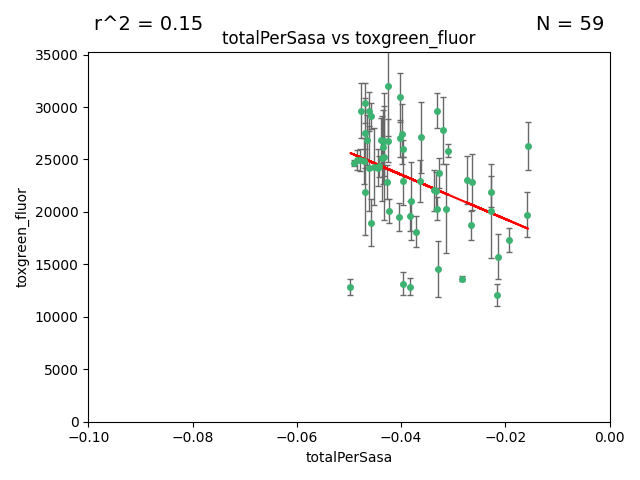 r^2 = 0.15
N = 59
totalPerSasa vs toxgreen_fluor
35000
30000
25000
20000
15000
10000
5000
0
toxgreen_fluor
−0.10
−0.08
−0.06
−0.04
−0.02
0.00
totalPerSasa